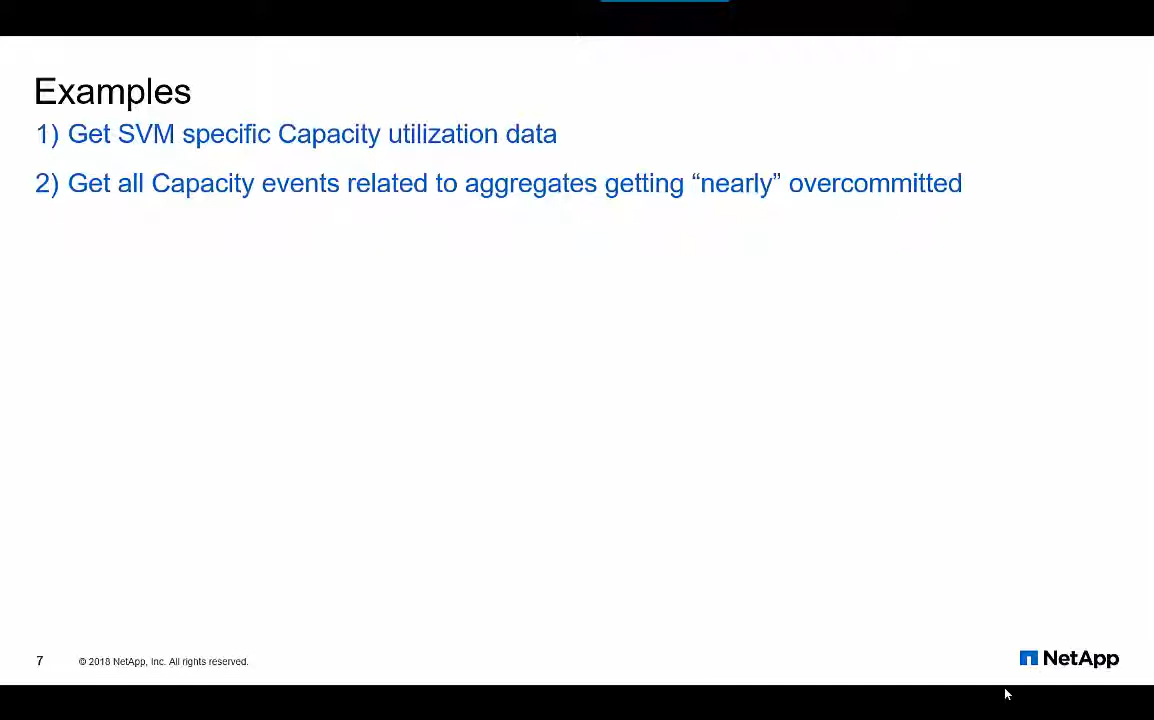 Examples
1) Get SVM specific Capacity utilization data
2) Get all Capacity events related to aggregates getting “nearly” overcommitted
7 © 2018 NetApp, Inc. All rights reserved.
NetApp